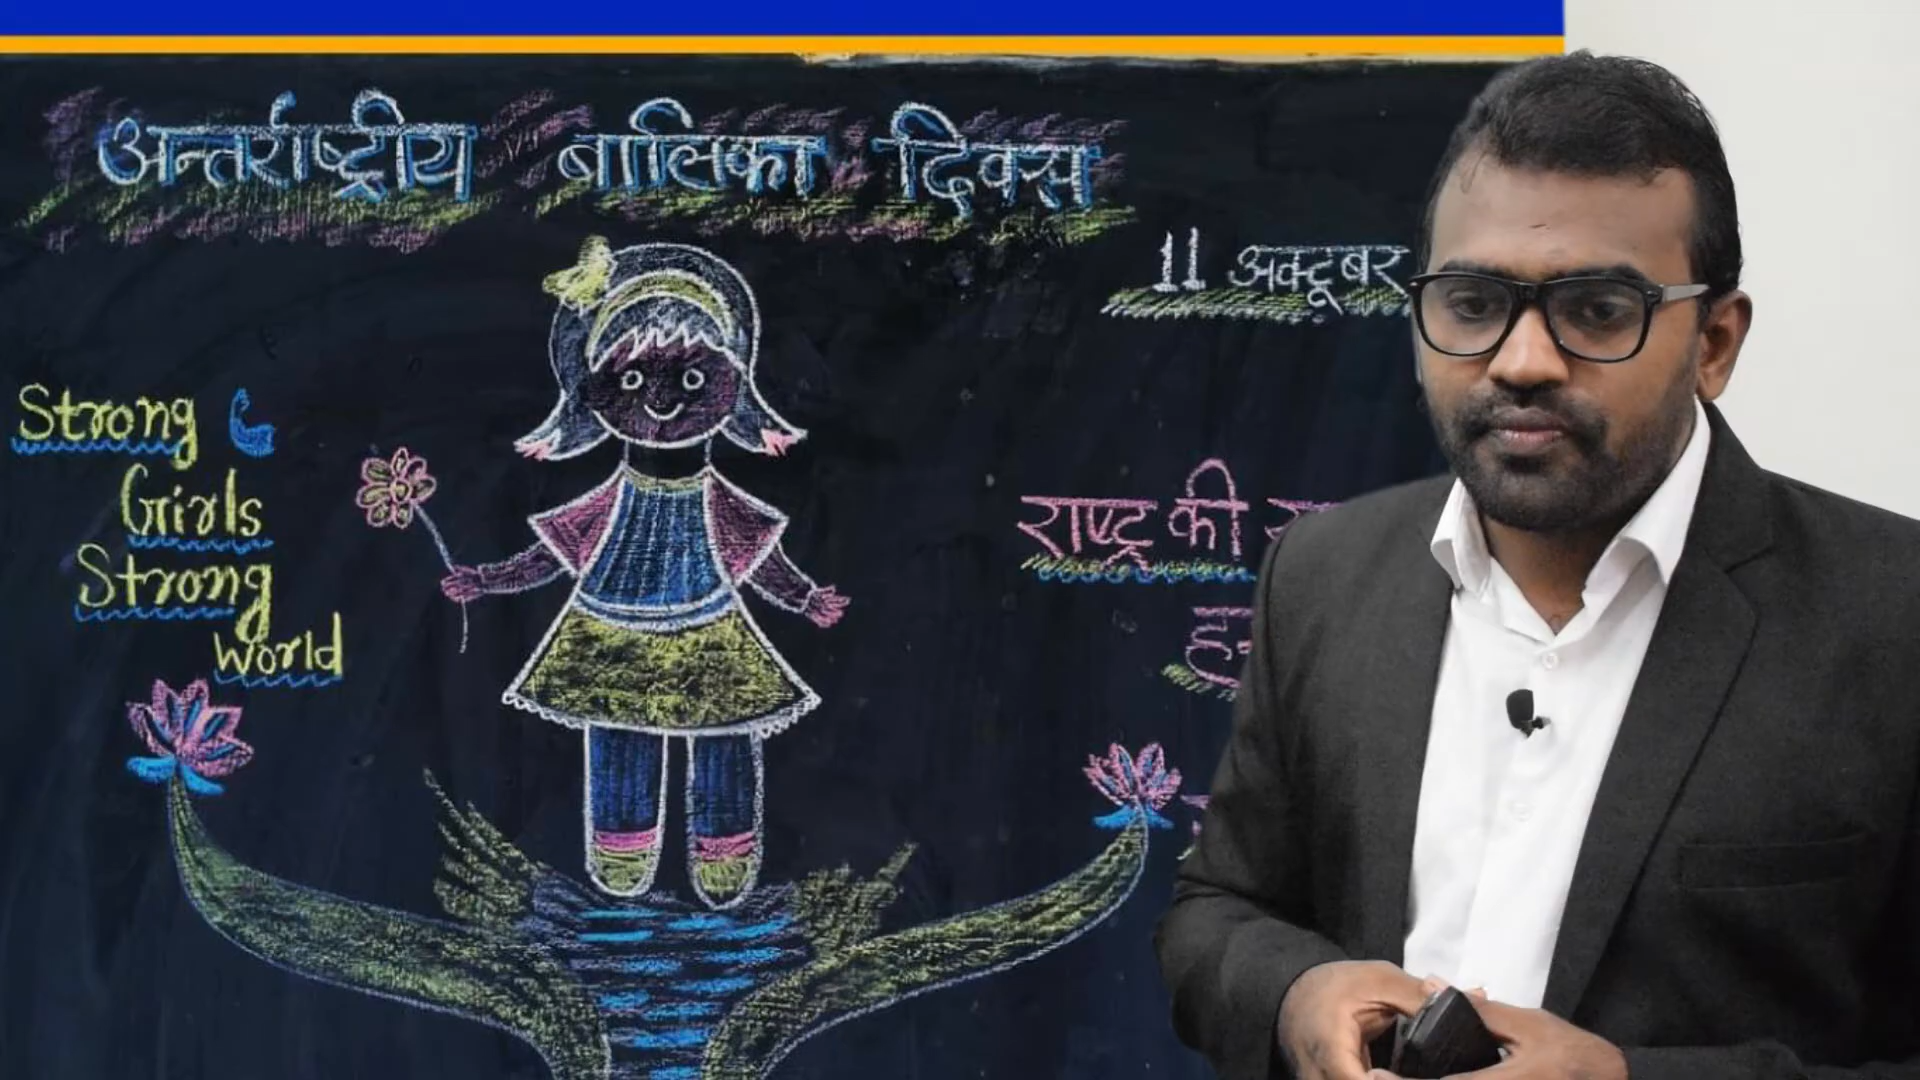 अन्तर्राष्ट्रीय बालिका दिवस
11 अक्टूबर
Strong
Girls
Strong
World
राष्ट्र की